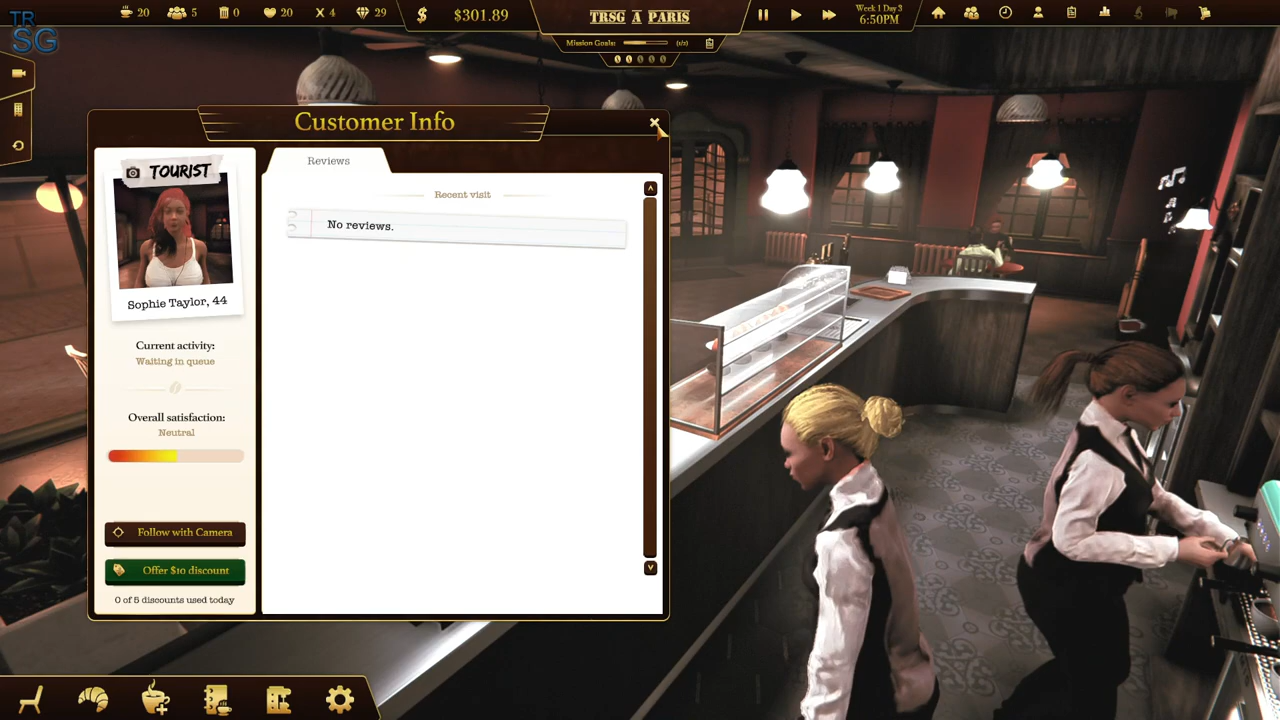 TR
SG
20
5
0
20
4
29
$301.89
TRSG A PARIS
Week 1 Day 3
6:50PM
Mission Goals:
(1/2)
Customer Info
TOURIST
Sophie Taylor, 44
Current activity:
Waiting in queue
Overall satisfaction:
Neutral
Follow with Camera
Offer $10 discount
0 of 5 discounts used today
Reviews
Recent visit
No reviews.